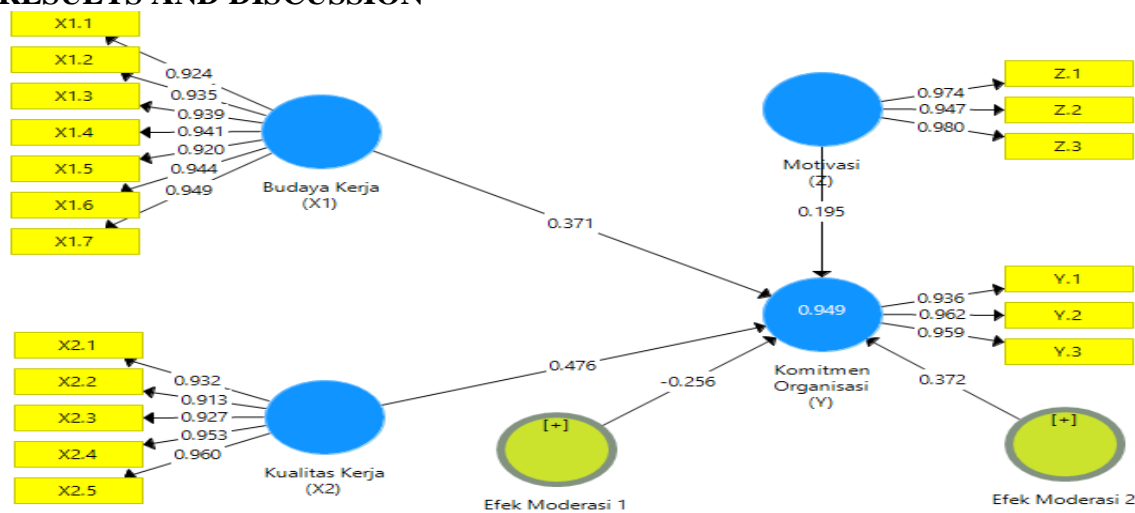 RESULTS AND DISCUSSION
X1.1
X1.2
X1.3
X1.4
X1.5
X1.6
X1.7
0.924
0.935
0.939
0.941
0.920
0.944
0.949
Budaya Kerja
(X1)
0.371
Motivasi
(Z)
0.195
0.974
0.947
0.980
Z.1
Z.2
Z.3
X2.1
X2.2
X2.3
X2.4
X2.5
0.932
0.913
0.927
0.953
0.960
Kualitas Kerja
(X2)
0.476
-0.256
[+]
Efek Moderasi 1
0.949
Komitmen
Organisasi
(Y)
0.936
0.962
0.959
Y.1
Y.2
Y.3
0.372
[+]
Efek Moderasi 2